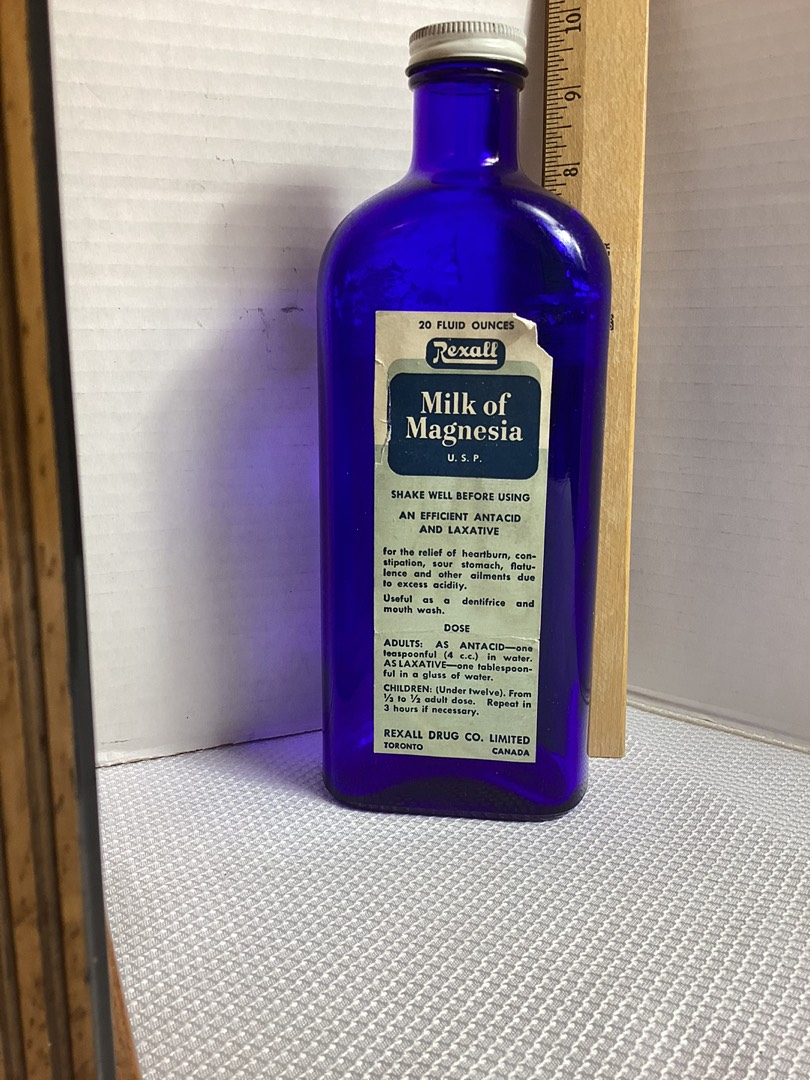 10
9
8
20 FLUID OUNCES
Rexall
Milk of
Magnesia
U. S. P.
SHAKE WELL BEFORE USING
AN EFFICIENT ANTACID
AND LAXATIVE
for the relief of heartburn, con-
stipation, sour stomach, flatu-
lence and other ailments due
to excess acidity.
Useful as a dentifrice and
mouth wash.
DOSE
ADULTS: AS ANTACID—one
teaspoonful (4 c.c.) in water.
AS LAXATIVE—one tablespoon-
ful in a glass of water.
CHILDREN: (Under twelve). From
⅓ to ½ adult dose. Repeat in
3 hours if necessary.
REXALL DRUG CO. LIMITED
TORONTO CANADA